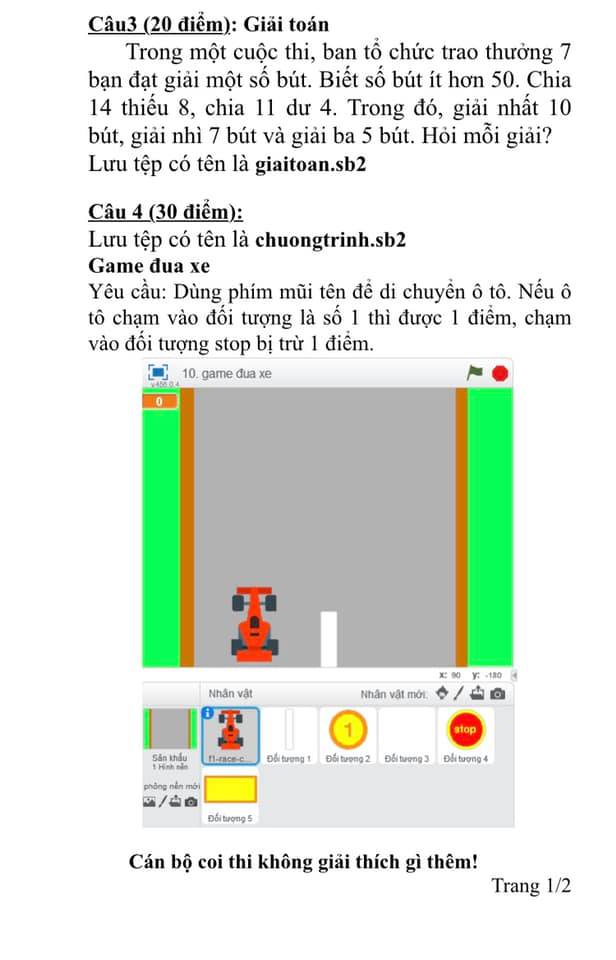 Câu3 (20 điểm): Giải toán
Trong một cuộc thi, ban tổ chức trao thưởng 7
bạn đạt giải một số bút. Biết số bút ít hơn 50. Chia
14 thiếu 8, chia 11 dư 4. Trong đó, giải nhất 10
bút, giải nhì 7 bút và giải ba 5 bút. Hỏi mỗi giải?
Lưu tệp có tên là giaitoan.sb2
Câu 4 (30 điểm):
Lưu tệp có tên là chuongtrinh.sb2
Game đua xe
Yêu cầu: Dùng phím mũi tên để di chuyển ô tô. Nếu ô
tô chạm vào đối tượng là số 1 thì được 1 điểm, chạm
vào đối tượng stop bị trừ 1 điểm.
10. game đua xe
0
x: 90 y: -180
Nhân vật Nhân vật mới:
1 stop
Sân khấu f1-race-c... Đối tượng 1 Đối tượng 2 Đối tượng 3 Đối tượng 4
1 Hình nền
phông nền mới
Đối tượng 5
Cán bộ coi thi không giải thích gì thêm!
Trang 1/2